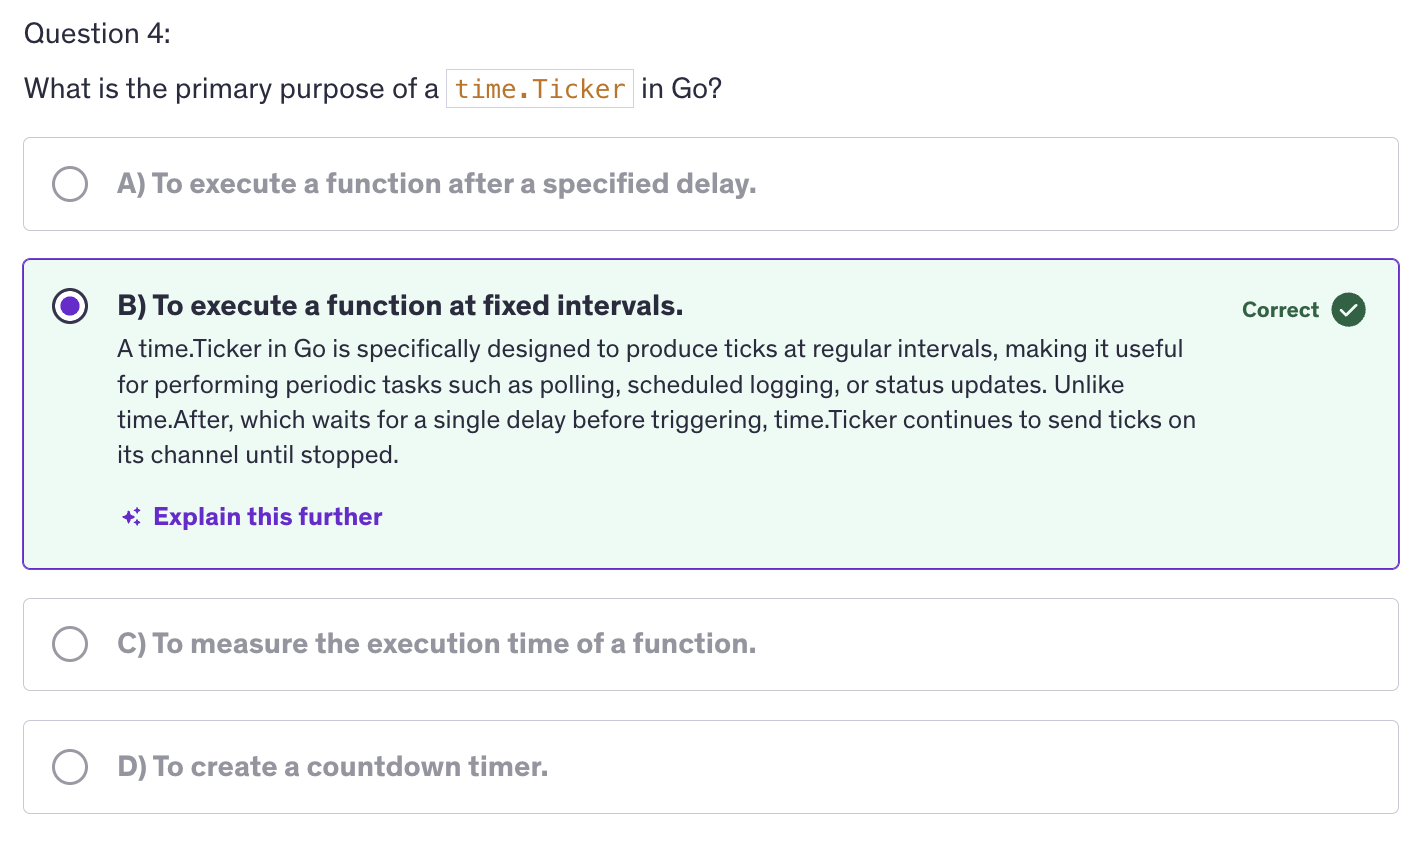 Question 4:
What is the primary purpose of a time.Ticker in Go?
A) To execute a function after a specified delay.
B) To execute a function at fixed intervals.
Correct
A time.Ticker in Go is specifically designed to produce ticks at regular intervals, making it useful
for performing periodic tasks such as polling, scheduled logging, or status updates. Unlike
time.After, which waits for a single delay before triggering, time.Ticker continues to send ticks on
its channel until stopped.
Explain this further
C) To measure the execution time of a function.
D) To create a countdown timer.